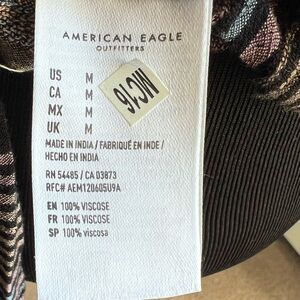 AMERICAN EAGLE
OUTFITTERS
US M
CA M
MX M
UK M
MC16
MADE IN INDIA / FABRIQUÉ EN INDE /
HECHO EN INDIA
RN 54485 / CA 03873
RFC# AEM120605U9A
EN 100% VISCOSE
FR 100% VISCOSE
SP 100% viscosa